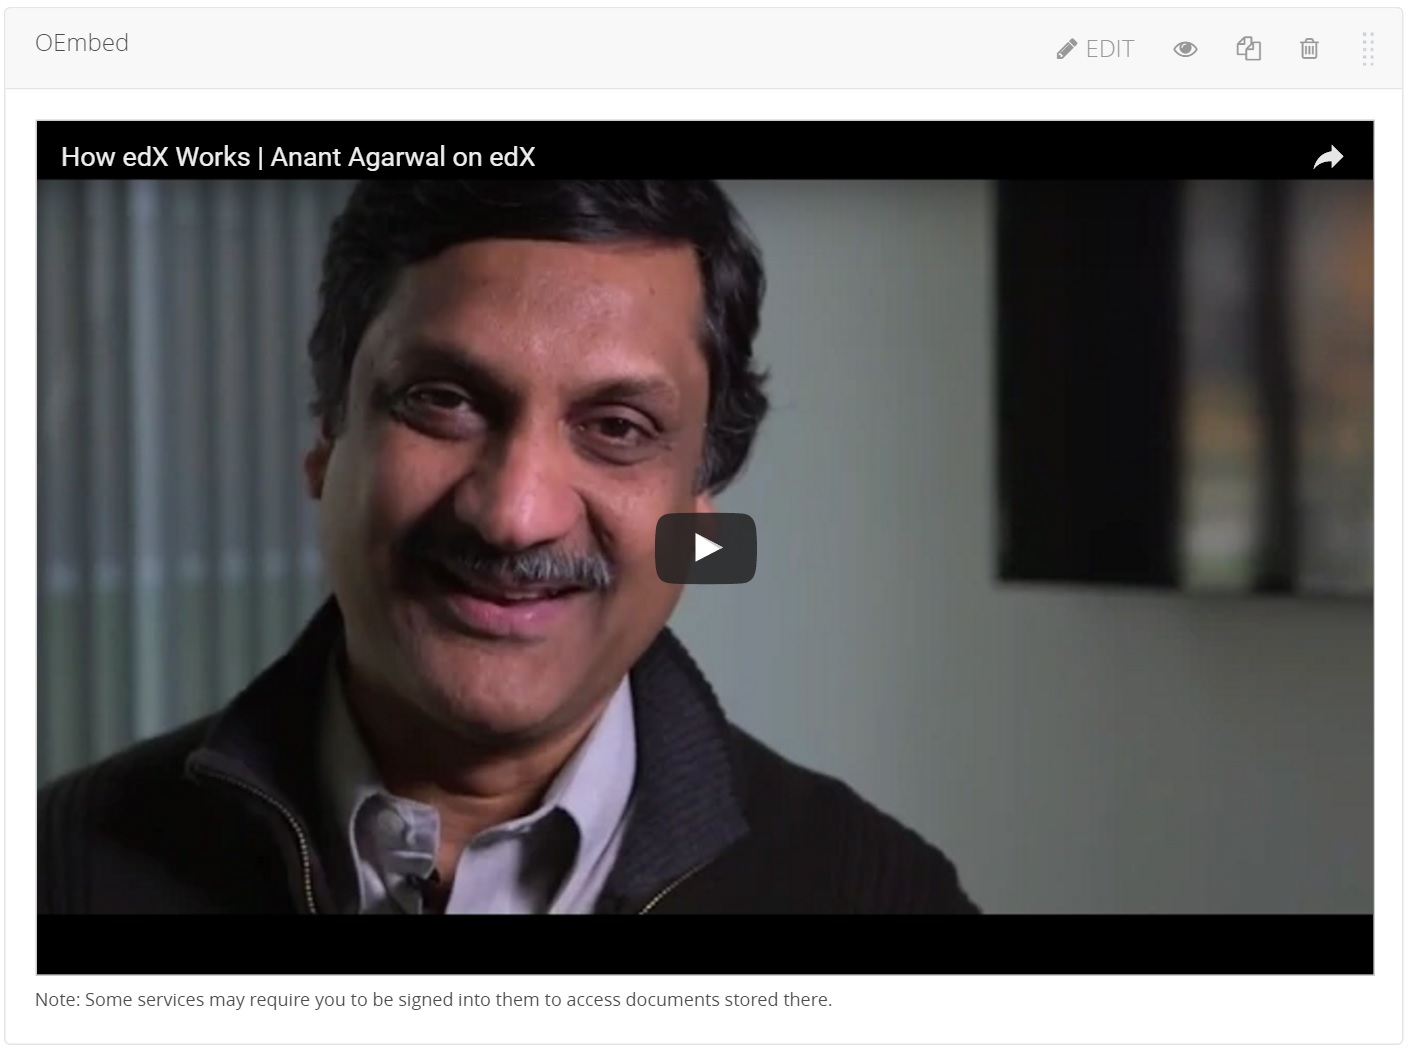 OEmbed
EDIT
How edX Works | Anant Agarwal on edX
Note: Some services may require you to be signed into them to access documents stored there.